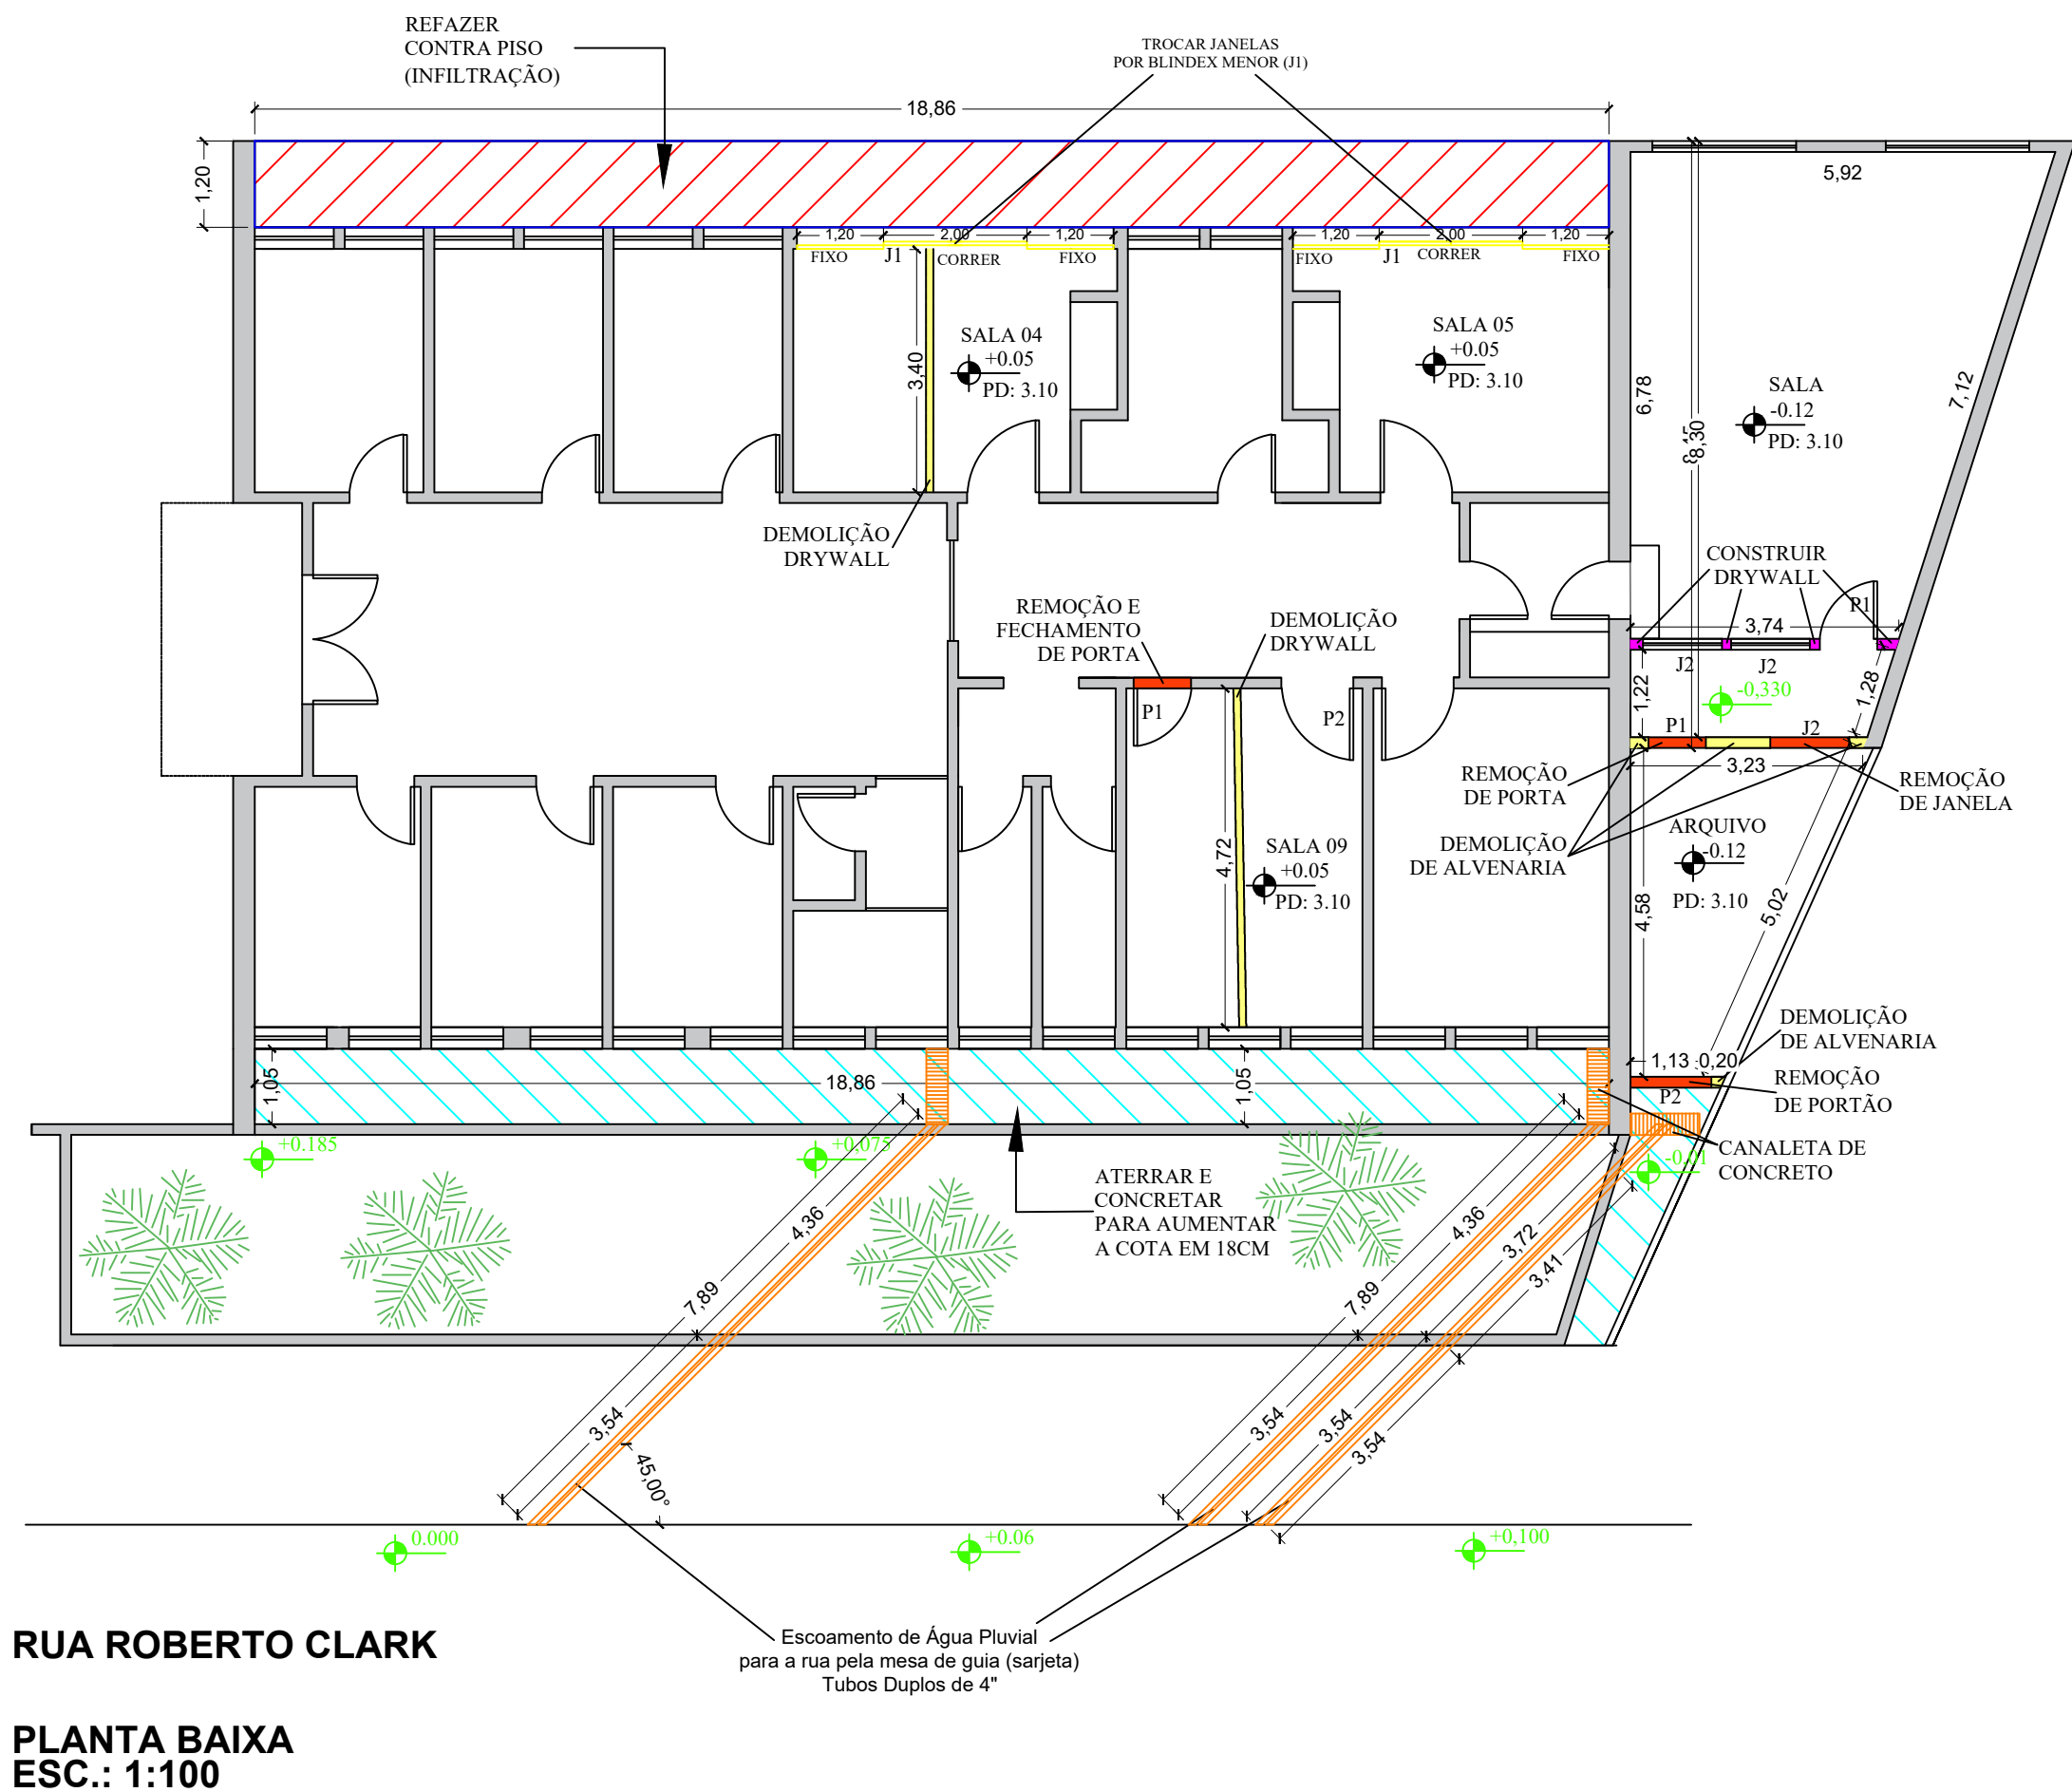 REFAZER
CONTRA PISO
(INFILTRAÇÃO)
TROCAR JANELAS
POR BLINDEX MENOR (J1)
18,86
1,20
5,92
1,20
2,00
1,20
1,20
2,00
1,20
FIXO
J1
CORRER
FIXO
FIXO
J1
CORRER
FIXO
SALA 04
+0.05
PD: 3.10
3,40
SALA 05
+0.05
PD: 3.10
6,78
8,30
SALA
-0.12
PD: 3.10
7,12
DEMOLIÇÃO
DRYWALL
CONSTRUIR
DRYWALL
P1
3,74
REMOÇÃO E
FECHAMENTO
DE PORTA
DEMOLIÇÃO
DRYWALL
J2
J2
1,22
-0,330
1,28
P1
P2
P1
J2
3,23
REMOÇÃO
DE PORTA
REMOÇÃO
DE JANELA
DEMOLIÇÃO
DE ALVENARIA
ARQUIVO
-0.12
PD: 3.10
4,72
SALA 09
+0.05
PD: 3.10
4,58
5,02
DEMOLIÇÃO
DE ALVENARIA
1,13
0,20
REMOÇÃO
DE PORTÃO
P2
1,05
18,86
1,05
CANALETA DE
CONCRETO
+0.185
+0,075
-0.01
ATERRAR E
CONCRETAR
PARA AUMENTAR
A COTA EM 18CM
4,36
7,89
3,54
45,00°
4,36
7,89
3,54
3,72
3,41
3,54
3,54
0.000
+0.06
+0,100
RUA ROBERTO CLARK
Escoamento de Água Pluvial
para a rua pela mesa de guia (sarjeta)
Tubos Duplos de 4"
PLANTA BAIXA
ESC.: 1:100